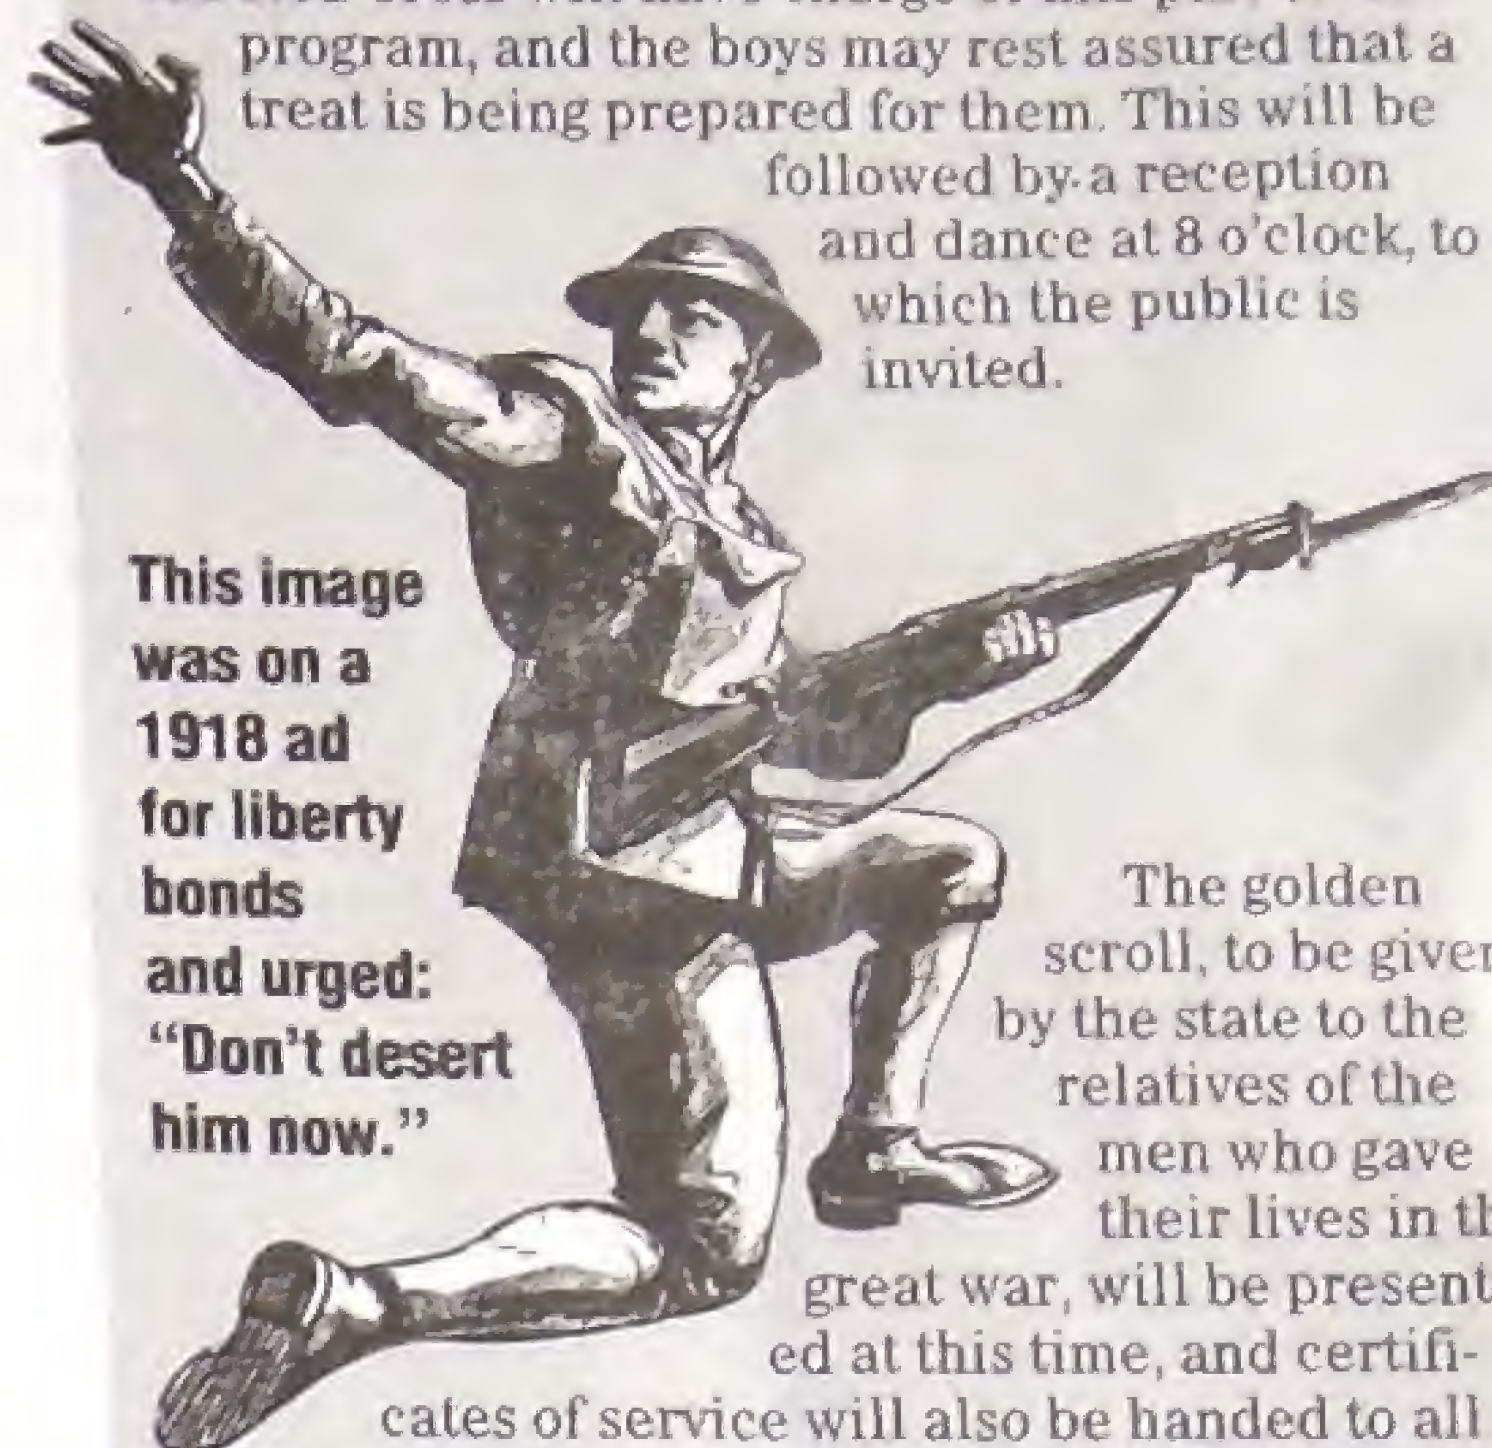 program, and the boys may rest assured that a
treat is being prepared for them. This will be
followed by a reception
and dance at 8 o'clock, to
which the public is
invited.
This image
was on a
1918 ad
for liberty
bonds
and urged:
“Don't desert
him now.”
The golden
scroll, to be given
by the state to the
relatives of the
men who gave
their lives in th
great war, will be present-
ed at this time, and certifi-
cates of service will also be handed to all